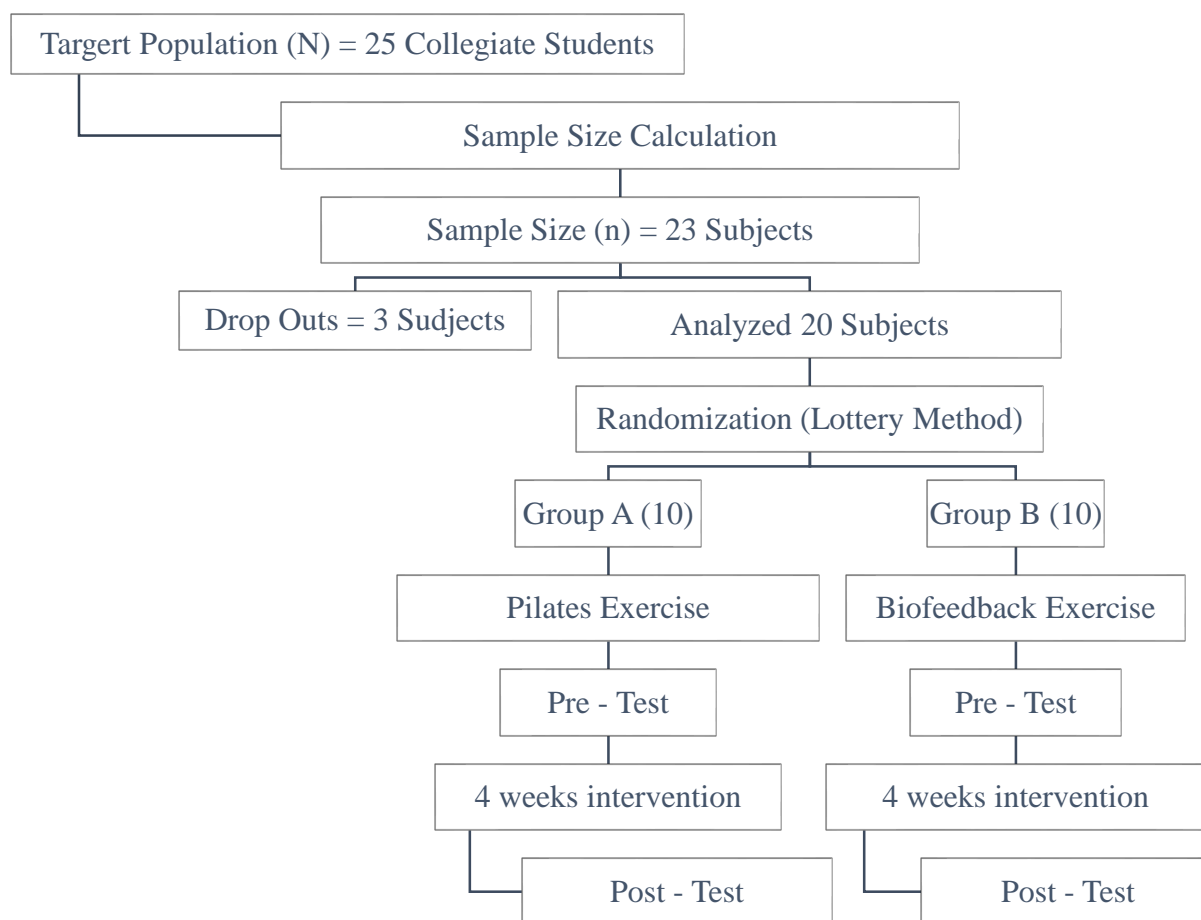 Targert Population (N) = 25 Collegiate Students
Sample Size Calculation
Sample Size (n) = 23 Subjects
Drop Outs = 3 Sudjects
Analyzed 20 Subjects
Randomization (Lottery Method)
Group A (10)
Group B (10)
Pilates Exercise
Biofeedback Exercise
Pre - Test
Pre - Test
4 weeks intervention
4 weeks intervention
Post - Test
Post - Test